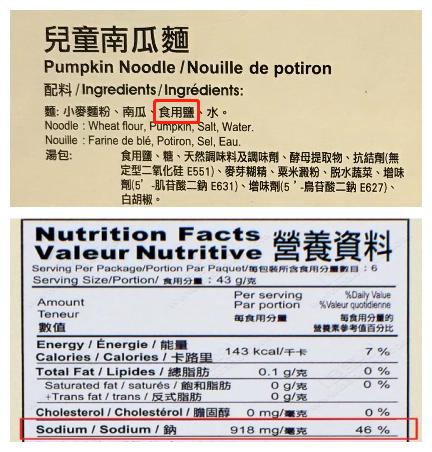 兒童南瓜麵
Pumpkin Noodle / Nouille de potiron
配料 / Ingredients / Ingrédients:
麵: 小麥麵粉、南瓜、食用鹽、水。
Noodle : Wheat flour, Pumpkin, Salt, Water.
Nouille : Farine de blé, Potiron, Sel, Eau.
湯包: 食用鹽、糖、天然調味料及調味劑、酵母提取物、抗結劑(無
定型二氧化硅 E551)、麥芽糊精、粟米澱粉、脫水蔬菜、增味
劑(5’-肌苷酸二鈉 E631)、增味劑(5’-鳥苷酸二鈉 E627)、
白胡椒。
Nutrition Facts
Valeur Nutritive 營養資料
Serving Per Package/Portion Par Paquet/每包裝所含食用分量數目 : 6
Serving Size/Portion/ 食用分量 : 43 g/克
Amount Per serving %Daily Value
Teneur Par portion %Valeur quotidienne
數值 每食用分量 每食用分量的
營養素參考值百分比
Energy / Énergie / 能量
Calories / Calories / 卡路里 143 kcal/千卡 7 %
Total Fat / Lipides / 總脂肪 0.1 g/克 0 %
Saturated fat / saturés / 飽和脂肪 0 g/克 0 %
+Trans fat / trans / 反式脂肪 0 g/克
Cholesterol / Cholestérol / 膽固醇 0 mg/毫克 0 %
Sodium / Sodium / 鈉 918 mg/毫克 46 %